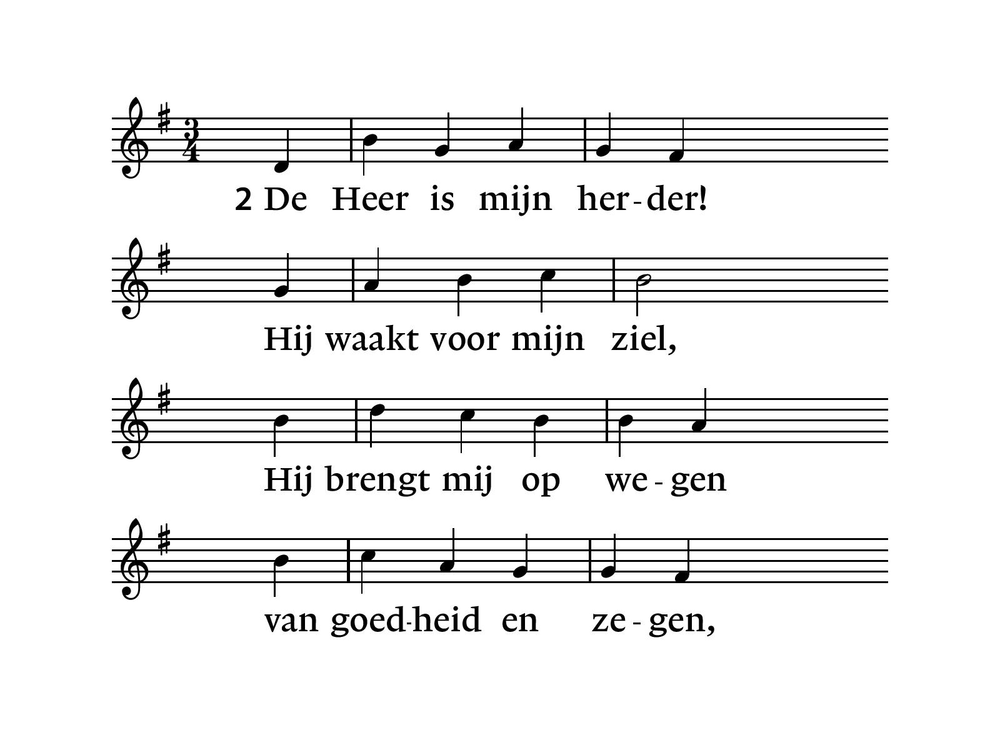 2 De Heer is mijn her-der!
Hij waakt voor mijn ziel,
Hij brengt mij op we-gen
van goed-heid en ze-gen,